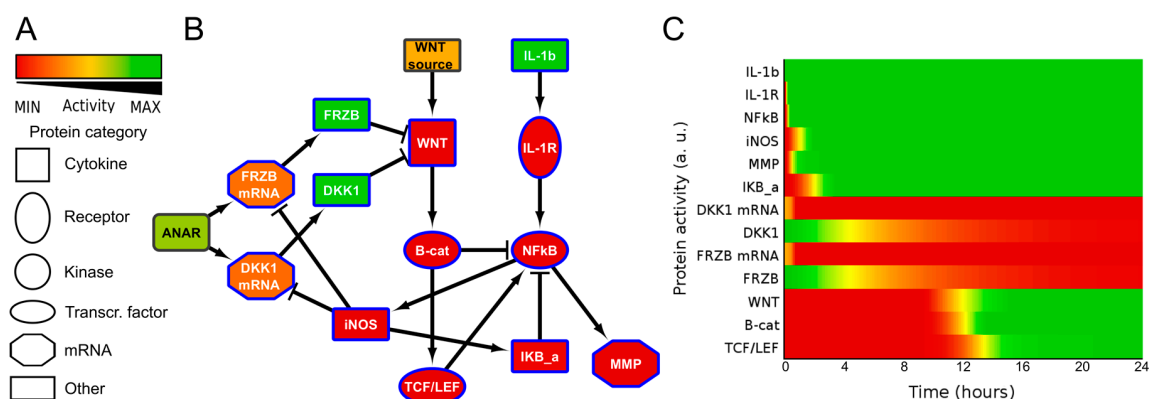 A
MIN Activity MAX
Protein category
Cytokine
Receptor
Kinase
Transcr. factor
mRNA
Other
B
WNT
source
IL-1b
FRZB
WNT
IL-1R
FRZB
mRNA
DKK1
ANAR
B-cat
NFkB
DKK1
mRNA
iNOS
IKB_a
MMP
TCF/LEF
C
Protein activity (a. u.)
IL-1b
IL-1R
NFkB
iNOS
MMP
IKB_a
DKK1 mRNA
DKK1
FRZB mRNA
FRZB
WNT
B-cat
TCF/LEF
0 4 8 12 16 20 24
Time (hours)